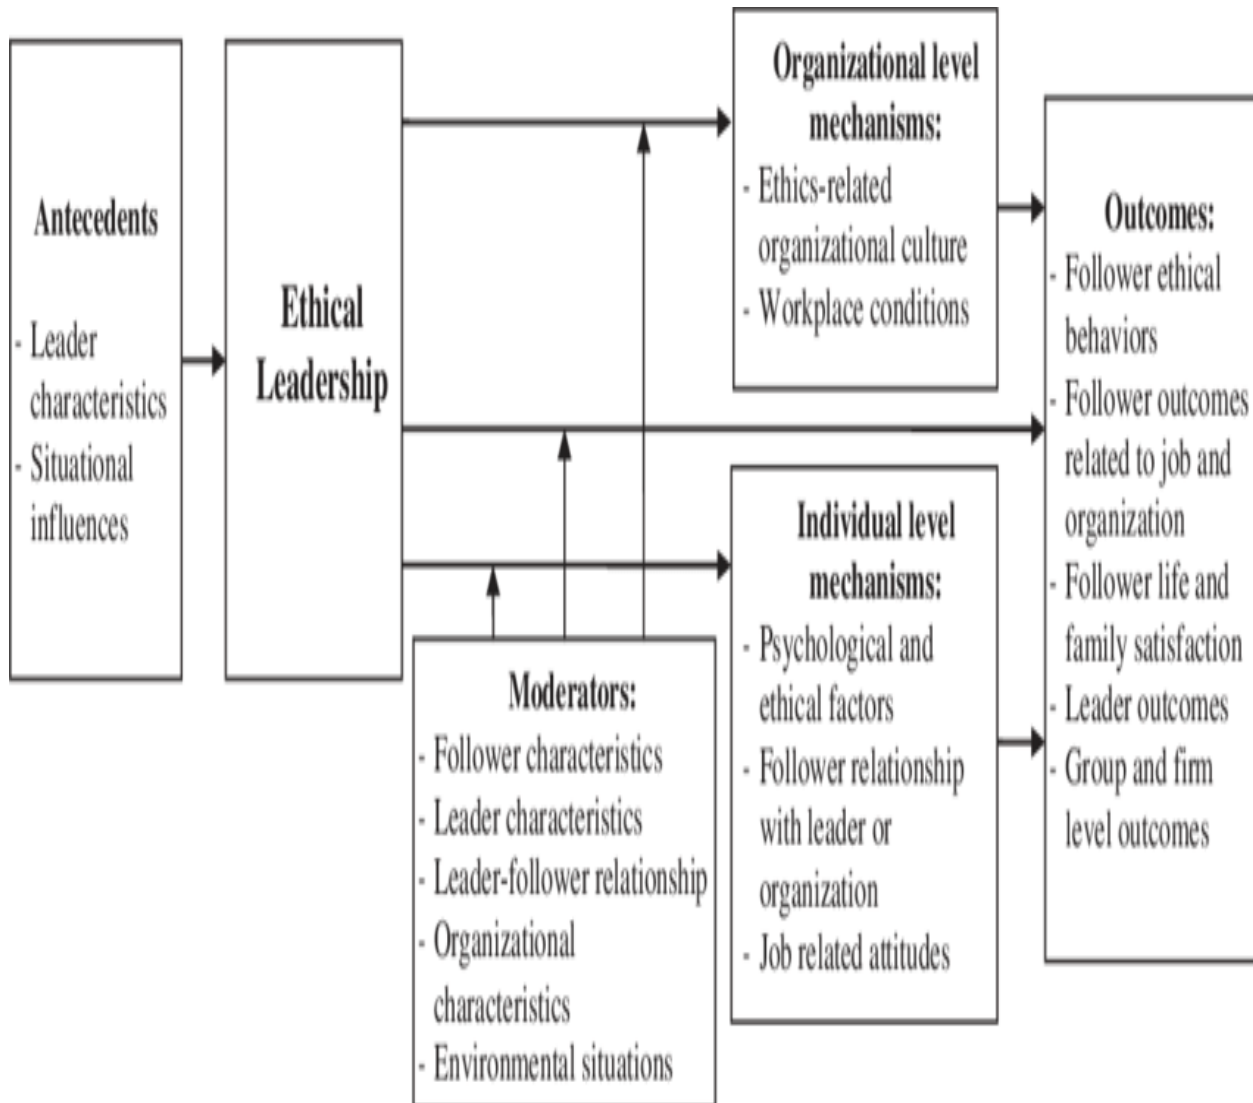 Antecedents
- Leader
characteristics
- Situational
influences
Ethical
Leadership
Organizational level
mechanisms:
- Ethics-related
organizational culture
- Workplace conditions
Individual level
mechanisms:
- Psychological and
ethical factors
- Follower relationship
with leader or
organization
- Job related attitudes
Moderators:
- Follower characteristics
- Leader characteristics
- Leader-follower relationship
- Organizational
characteristics
- Environmental situations
Outcomes:
- Follower ethical
behaviors
- Follower outcomes
related to job and
organization
- Follower life and
family satisfaction
- Leader outcomes
- Group and firm
level outcomes